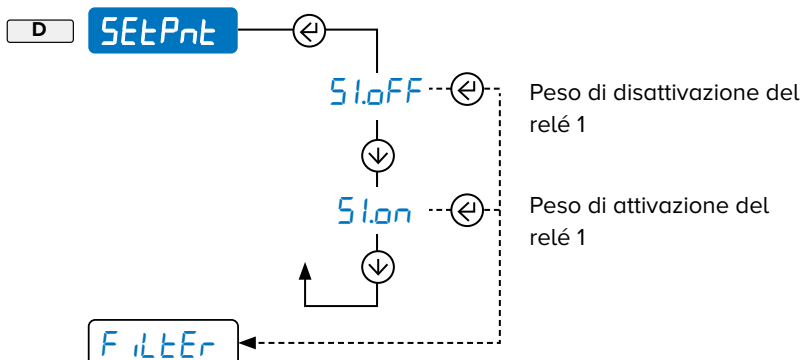 D SEtPnt
S1.oFF
Peso di disattivazione del
relé 1
S1.on
Peso di attivazione del
relé 1
FiLtEr